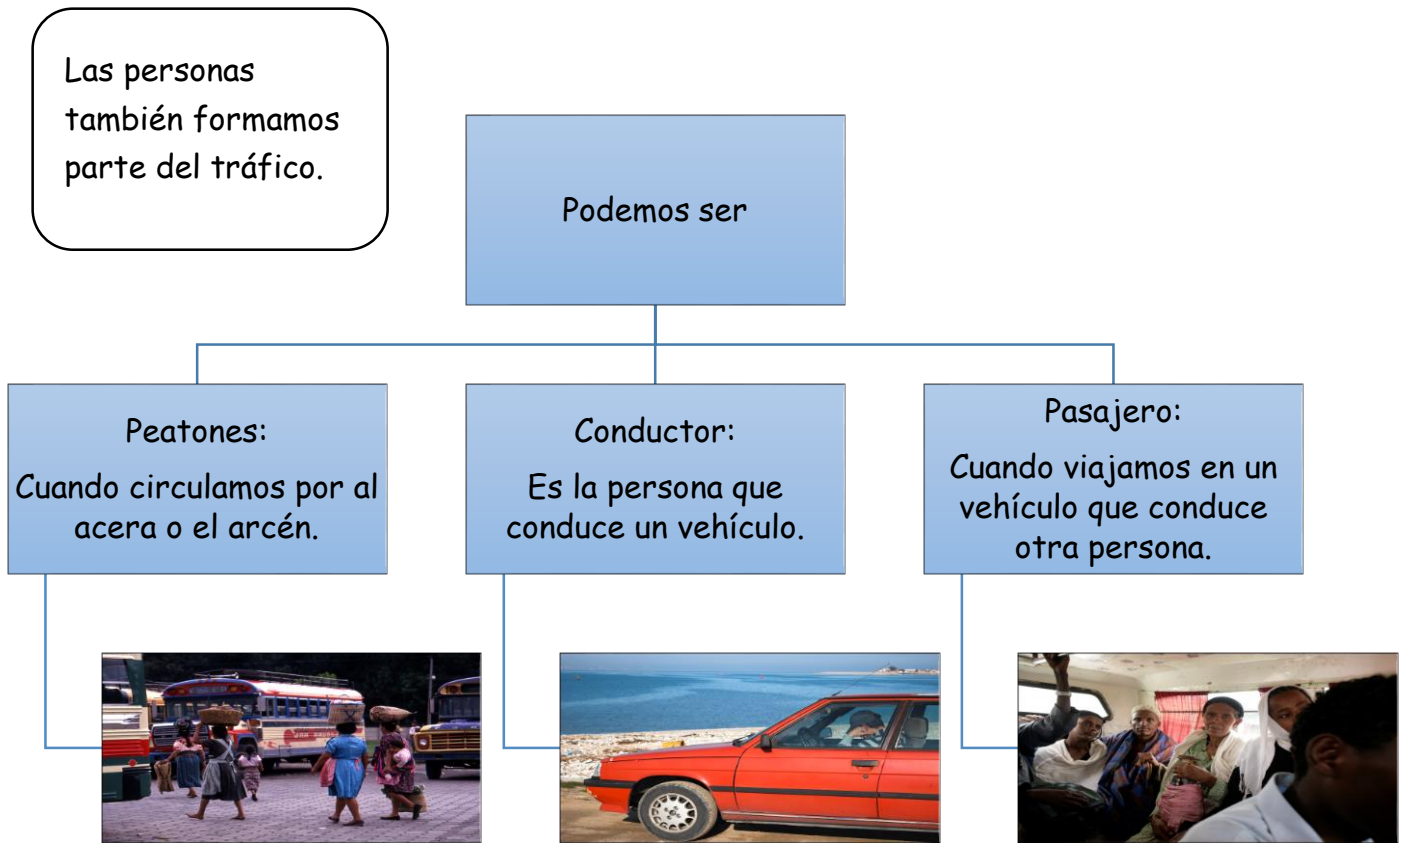 Las personas
también formamos
parte del tráfico.
Podemos ser
Peatones:
Cuando circulamos por al
acera o el arcén.
Conductor:
Es la persona que
conduce un vehículo.
Pasajero:
Cuando viajamos en un
vehículo que conduce
otra persona.